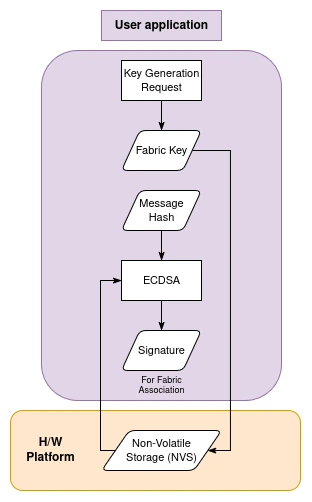 User application
Key Generation
Request
Fabric Key
Message
Hash
ECDSA
Signature
For Fabric
Association
H/W
Platform
Non-Volatile
Storage (NVS)